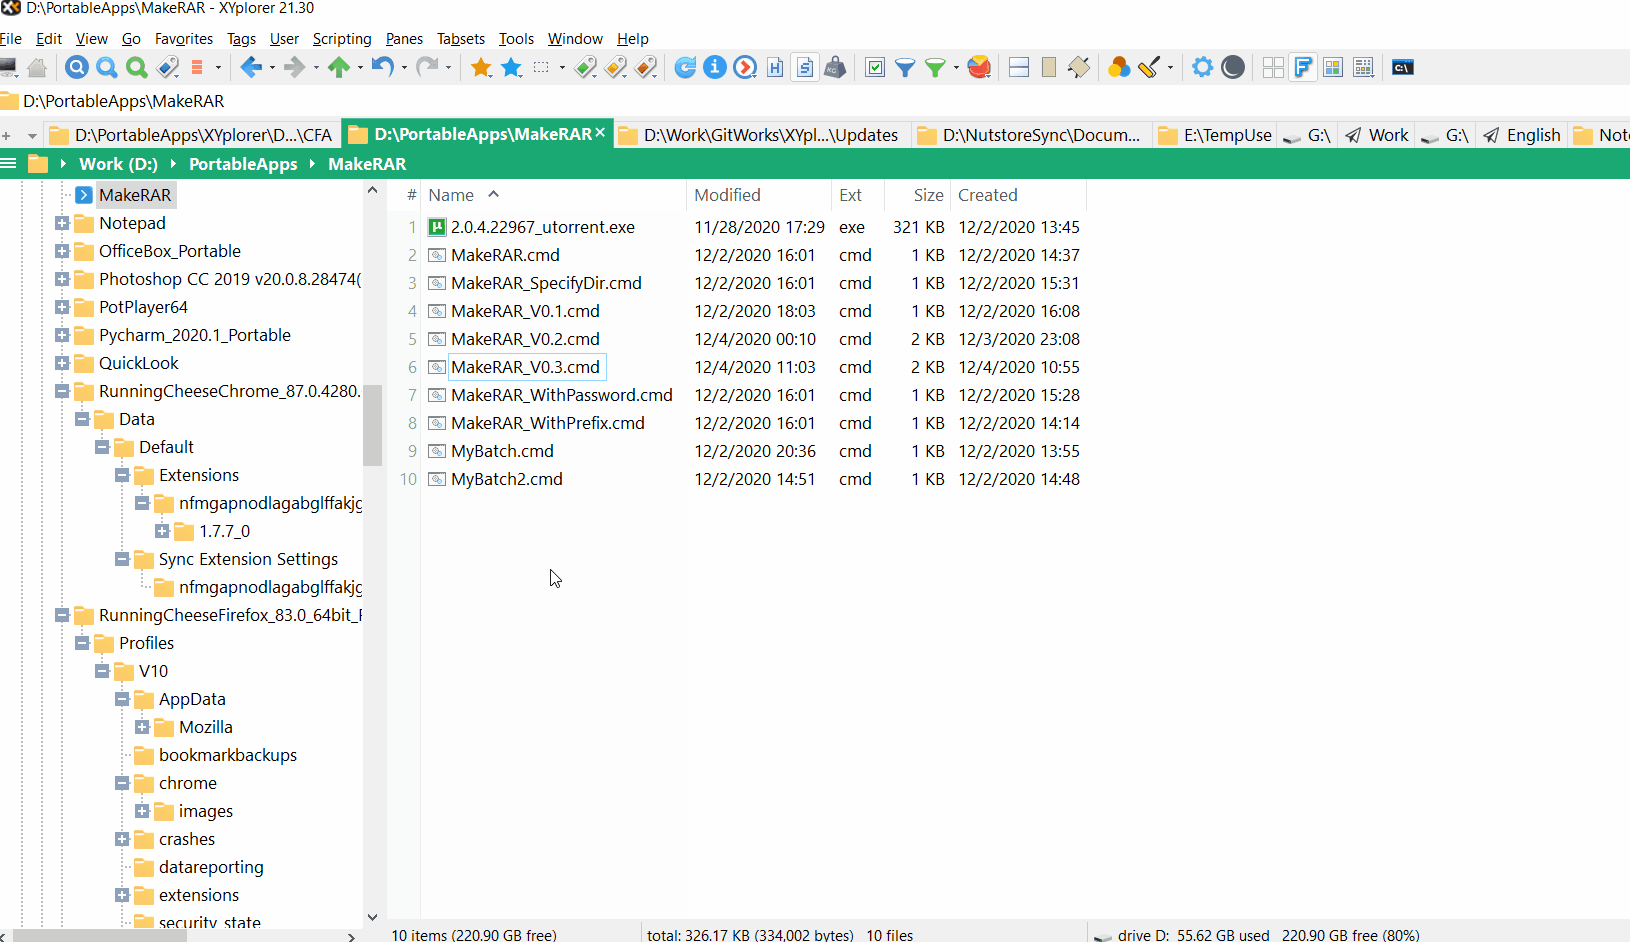 D:\PortableApps\MakeRAR - XYplorer 21.30
File Edit View Go Favorites Tags User Scripting Panes Tabsets Tools Window Help
D:\PortableApps\MakeRAR
D:\PortableApps\XYplorer\D...\CFA D:\PortableApps\MakeRAR D:\Work\GitWorks\XYpl...\Updates D:\NutstoreSync\Docum... E:\TempUse G:\ Work G:\ English Not
Work (D:) PortableApps MakeRAR
MakeRAR
Notepad
OfficeBox_Portable
Photoshop CC 2019 v20.0.8.28474(
PotPlayer64
Pycharm_2020.1_Portable
QuickLook
RunningCheeseChrome_87.0.4280.
Data
Default
Extensions
nfmgapnodlagabglffakjg
1.7.7_0
Sync Extension Settings
nfmgapnodlagabglffakjg
RunningCheeseFirefox_83.0_64bit_
Profiles
V10
AppData
Mozilla
bookmarkbackups
chrome
images
crashes
datareporting
extensions
security_state
# Name Modified Ext Size Created
1 2.0.4.22967_utorrent.exe 11/28/2020 17:29 exe 321 KB 12/2/2020 13:45
2 MakeRAR.cmd 12/2/2020 16:01 cmd 1 KB 12/2/2020 14:37
3 MakeRAR_SpecifyDir.cmd 12/2/2020 16:01 cmd 1 KB 12/2/2020 15:31
4 MakeRAR_V0.1.cmd 12/2/2020 18:03 cmd 1 KB 12/2/2020 16:08
5 MakeRAR_V0.2.cmd 12/4/2020 00:10 cmd 2 KB 12/3/2020 23:08
6 MakeRAR_V0.3.cmd 12/4/2020 11:03 cmd 2 KB 12/4/2020 10:55
7 MakeRAR_WithPassword.cmd 12/2/2020 16:01 cmd 1 KB 12/2/2020 15:28
8 MakeRAR_WithPrefix.cmd 12/2/2020 16:01 cmd 1 KB 12/2/2020 14:14
9 MyBatch.cmd 12/2/2020 20:36 cmd 1 KB 12/2/2020 13:55
10 MyBatch2.cmd 12/2/2020 14:51 cmd 1 KB 12/2/2020 14:48
10 items (220.90 GB free) total: 326.17 KB (334,002 bytes) 10 files drive D: 55.62 GB used 220.90 GB free (80%)